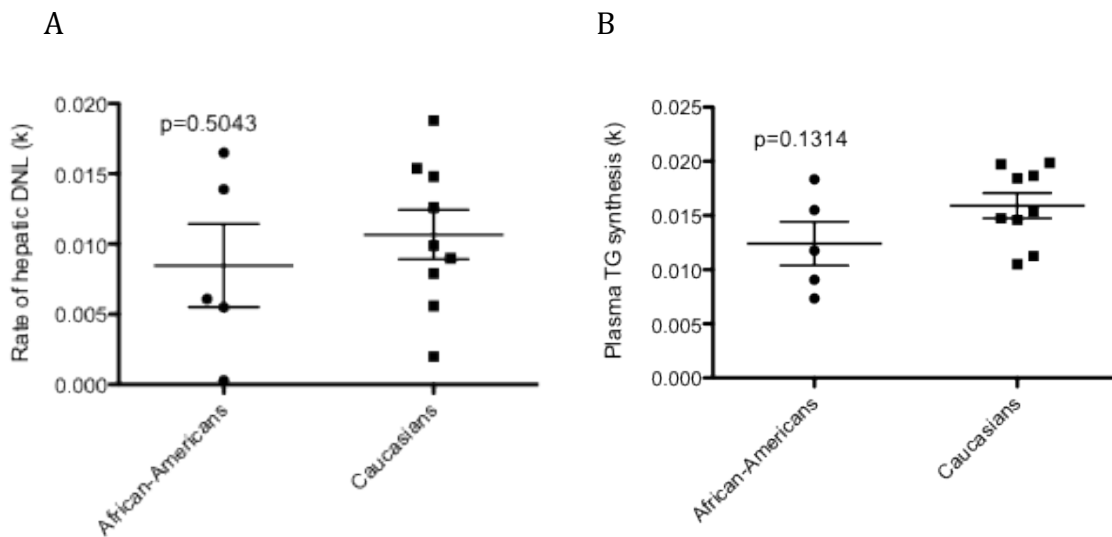 A
B
Rate of hepatic DNL (k)
0.020
0.015
0.010
0.005
0.000
p=0.5043
African-Americans
Caucasians
Plasma TG synthesis (k)
0.025
0.020
0.015
0.010
0.005
0.000
p=0.1314
African-Americans
Caucasians